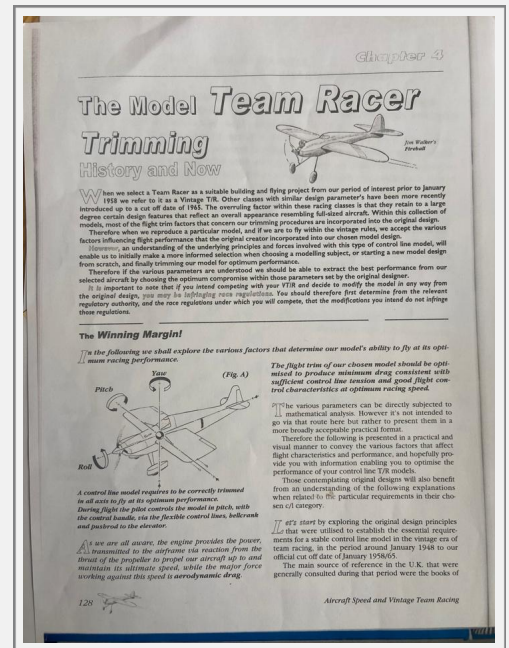 Chapter 4
The Model Team Racer
Trimming
History and Now
Jim Walker's
Fireball
When we select a Team Racer as a suitable building and flying project from our period of interest prior to January
1958 we refer to it as a Vintage T/R. Other classes with similar design parameter's have been more recently
introduced up to a cut off date of 1965. The overruling factor within these racing classes is that they retain to a large
degree certain design features that reflect an overall appearance resembling full-sized aircraft. Within this collection of
models, most of the flight trim factors that concern our trimming procedures are incorporated into the original design.
Therefore when we reproduce a particular model, and if we are to fly within the vintage rules, we accept the various
factors influencing flight performance that the original creator incorporated into our chosen model design.
However, an understanding of the underlying principles and forces involved with this type of control line model, will
enable us to initially make a more informed selection when choosing a modelling subject, or starting a new model design
from scratch, and finally trimming our model for optimum performance.
Therefore if the various parameters are understood we should be able to extract the best performance from our
selected aircraft by choosing the optimum compromise within those parameters set by the original designer.
It is important to note that if you intend competing with your VT/R and decide to modify the model in any way from
the original design, you may be infringing race regulations. You should therefore first determine from the relevant
regulatory authority, and the race regulations under which you will compete, that the modifications you intend do not infringe
those regulations.
The Winning Margin!
In the following we shall explore the various factors that determine our model's ability to fly at its opti-
mum racing performance.
Yaw
(Fig. A)
Pitch
Roll
A control line model requires to be correctly trimmed
in all axis to fly at its optimum performance.
During flight the pilot controls the model in pitch, with
the control handle, via the flexible control lines, bellcrank
and pushrod to the elevator.
As we are all aware, the engine provides the power,
transmitted to the airframe via reaction from the
thrust of the propeller to propel our aircraft up to and
maintain its ultimate speed, while the major force
working against this speed is aerodynamic drag.
The flight trim of our chosen model should be opti-
mised to produce minimum drag consistent with
sufficient control line tension and good flight con-
trol characteristics at optimum racing speed.
The various parameters can be directly subjected to
mathematical analysis. However it's not intended to
go via that route here but rather to present them in a
more broadly acceptable practical format.
Therefore the following is presented in a practical and
visual manner to convey the various factors that affect
flight characteristics and performance, and hopefully pro-
vide you with information enabling you to optimise the
performance of your control line T/R models.
Those contemplating original designs will also benefit
from an understanding of the following explanations
when related to the particular requirements in their cho-
sen c/l category.
Let's start by exploring the original design principles
that were utilised to establish the essential require-
ments for a stable control line model in the vintage era of
team racing, in the period around January 1948 to our
official cut off date of January 1958/65.
The main source of reference in the U.K. that were
generally consulted during that period were the books of
128
Aircraft Speed and Vintage Team Racing